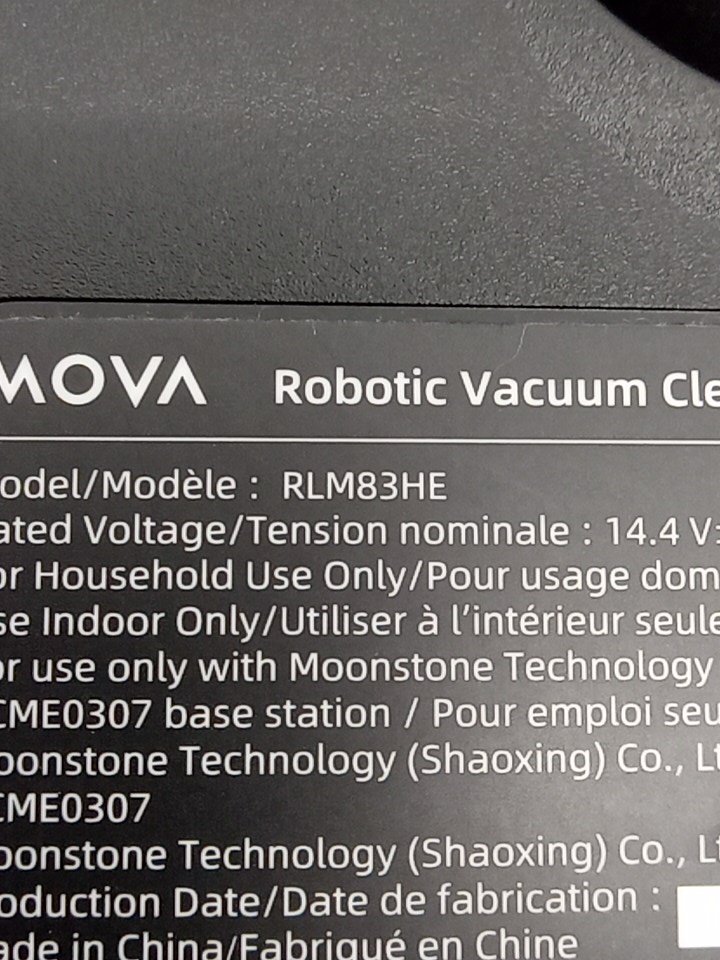 MOVA Robotic Vacuum Cle
odel/Modèle : RLM83HE
ated Voltage/Tension nominale : 14.4 V
or Household Use Only/Pour usage dom
se Indoor Only/Utiliser à l'intérieur seule
or use only with Moonstone Technology
CME0307 base station / Pour emploi seu
oonstone Technology (Shaoxing) Co., Lt
CME0307
oonstone Technology (Shaoxing) Co., Lt
oduction Date/Date de fabrication :
ade in China/Fabriqué en Chine